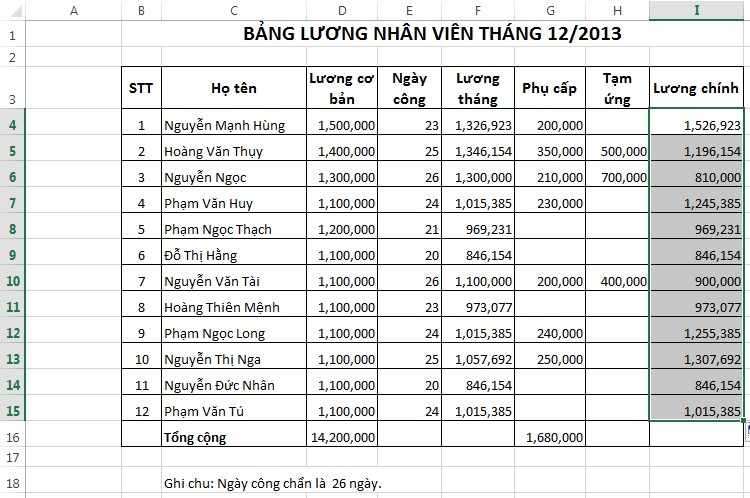 A B C D E F G H I
1 BẢNG LƯƠNG NHÂN VIÊN THÁNG 12/2013
2
3 STT Họ tên Lương cơ bản Ngày công Lương tháng Phụ cấp Tạm ứng Lương chính
4 1 Nguyễn Mạnh Hùng 1,500,000 23 1,326,923 200,000 1,526,923
5 2 Hoàng Văn Thụy 1,400,000 25 1,346,154 350,000 500,000 1,196,154
6 3 Nguyễn Ngọc 1,300,000 26 1,300,000 210,000 700,000 810,000
7 4 Phạm Văn Huy 1,100,000 24 1,015,385 230,000 1,245,385
8 5 Phạm Ngọc Thạch 1,200,000 21 969,231 969,231
9 6 Đỗ Thị Hằng 1,100,000 20 846,154 846,154
10 7 Nguyễn Văn Tài 1,100,000 26 1,100,000 200,000 400,000 900,000
11 8 Hoàng Thiên Mệnh 1,100,000 23 973,077 973,077
12 9 Phạm Ngọc Long 1,100,000 24 1,015,385 240,000 1,255,385
13 10 Nguyễn Thị Nga 1,100,000 25 1,057,692 250,000 1,307,692
14 11 Nguyễn Đức Nhân 1,100,000 20 846,154 846,154
15 12 Phạm Văn Tú 1,100,000 24 1,015,385 1,015,385
16 Tổng cộng 14,200,000 1,680,000
17
18 Ghi chu: Ngày công chẩn là 26 ngày.